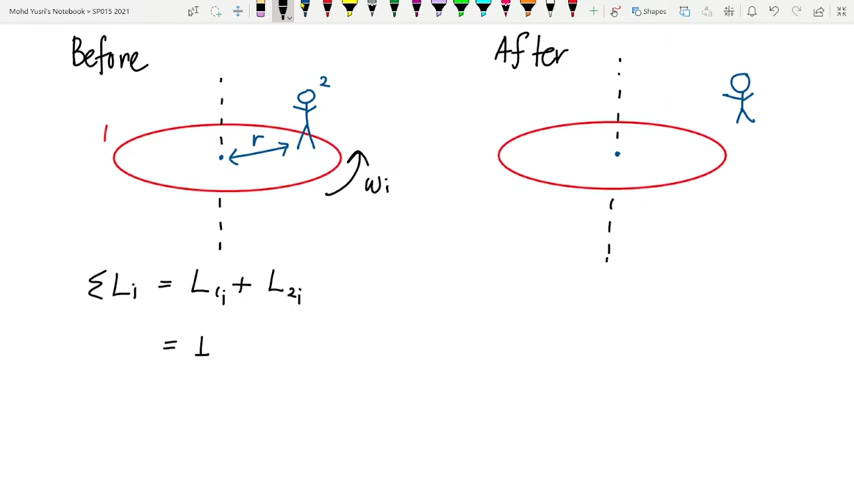 Mohd Yusri's Notebook » SP015 2021
Shapes
Before
After
2
1
r
ωi
ΣLi = L1i + L2i
= I